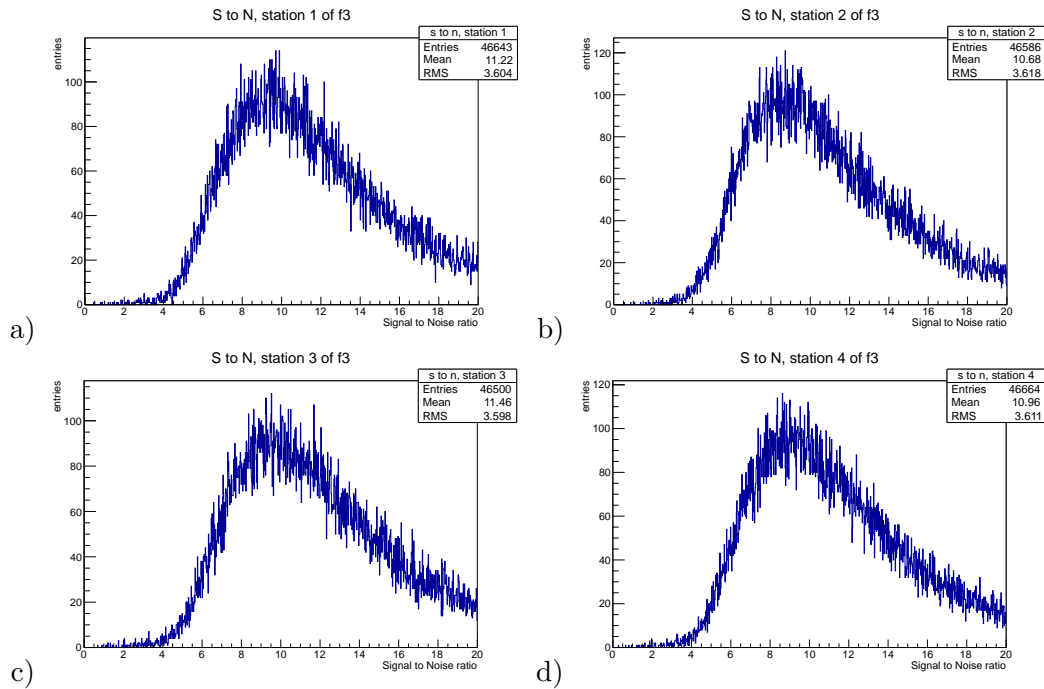 S to N, station 1 of f3
s to n, station 1
Entries 46643
Mean 11.22
RMS 3.604
entries
100
80
60
40
20
0
0 2 4 6 8 10 12 14 16 18 20
Signal to Noise ratio
a)
S to N, station 2 of f3
s to n, station 2
Entries 46586
Mean 10.68
RMS 3.618
entries
120
100
80
60
40
20
0
0 2 4 6 8 10 12 14 16 18 20
Signal to Noise ratio
b)
S to N, station 3 of f3
s to n, station 3
Entries 46500
Mean 11.46
RMS 3.598
entries
100
80
60
40
20
0
0 2 4 6 8 10 12 14 16 18 20
Signal to Noise ratio
c)
S to N, station 4 of f3
s to n, station 4
Entries 46664
Mean 10.96
RMS 3.611
entries
120
100
80
60
40
20
0
0 2 4 6 8 10 12 14 16 18 20
Signal to Noise ratio
d)